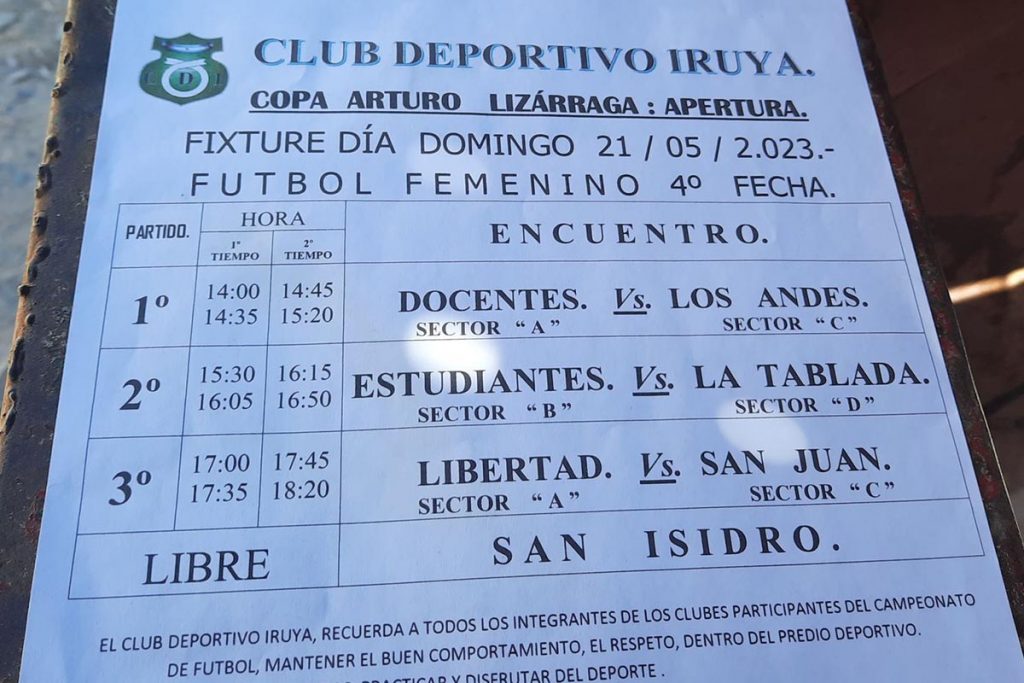 CLUB DEPORTIVO IRUYA.
COPA ARTURO LIZÁRRAGA : APERTURA.
FIXTURE DÍA DOMINGO 21 / 05 / 2.023.-
FUTBOL FEMENINO 4º FECHA.
PARTIDO. HORA ENCUENTRO.
1º TIEMPO 2º TIEMPO
1º 14:00 14:45 DOCENTES. Vs. LOS ANDES.
14:35 15:20 SECTOR “A” SECTOR “C”
2º 15:30 16:15 ESTUDIANTES. Vs. LA TABLADA.
16:05 16:50 SECTOR “B” SECTOR “D”
3º 17:00 17:45 LIBERTAD. Vs. SAN JUAN.
17:35 18:20 SECTOR “A” SECTOR “C”
LIBRE SAN ISIDRO.
EL CLUB DEPORTIVO IRUYA, RECUERDA A TODOS LOS INTEGRANTES DE LOS CLUBES PARTICIPANTES DEL CAMPEONATO
DE FUTBOL, MANTENER EL BUEN COMPORTAMIENTO, EL RESPETO, DENTRO DEL PREDIO DEPORTIVO.
PRACTICAR Y DISFRUTAR DEL DEPORTE .